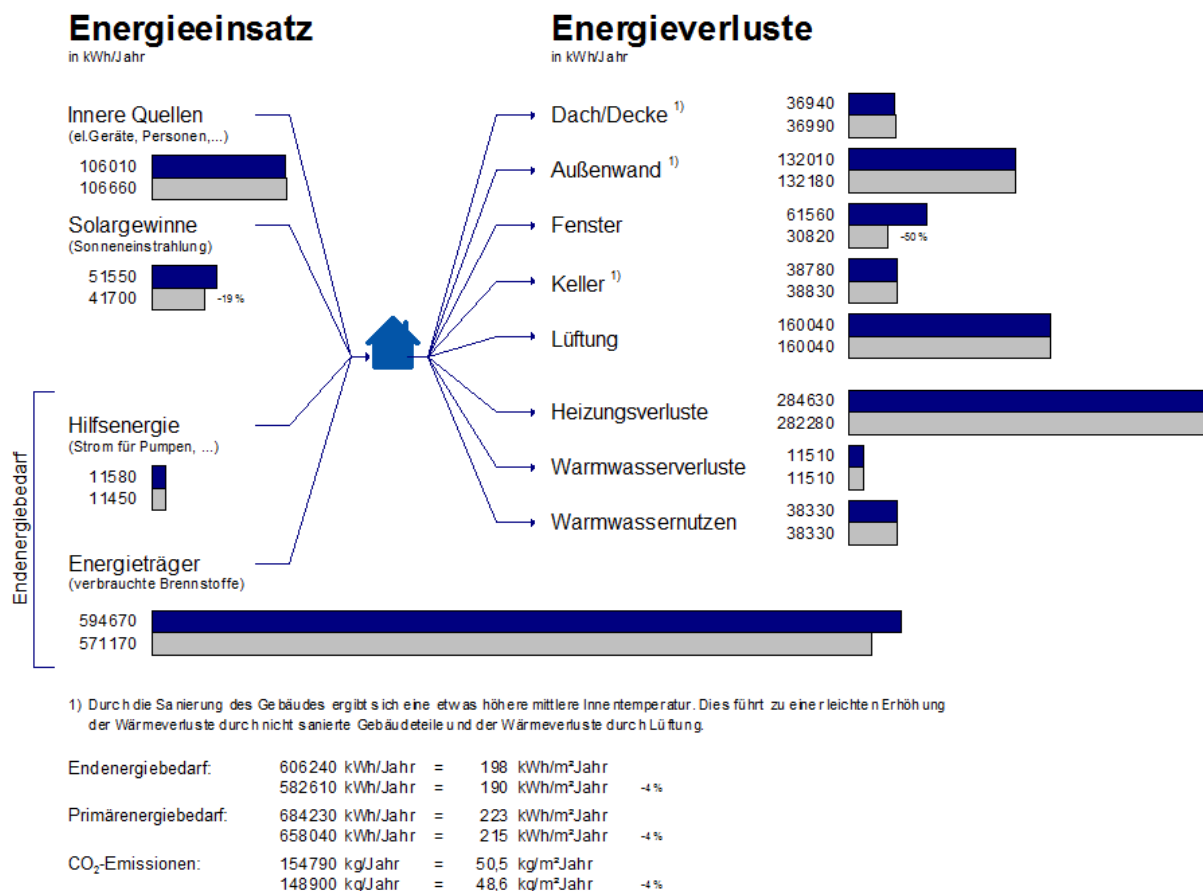 Energieeinsatz
in kWh/Jahr
Innere Quellen
(el.Geräte, Personen,...)
106010
106660
Solargewinne
(Sonneneinstrahlung)
51550
41700 -19 %
Endenergiebedarf
Hilfsenergie
(Strom für Pumpen, ...)
11580
11450
Energieträger
(verbrauchte Brennstoffe)
594670
571170
Energieverluste
in kWh/Jahr
Dach/Decke 1)
36940
36990
Außenwand 1)
132010
132180
Fenster
61560
30820 -50 %
Keller 1)
38780
38830
Lüftung
160040
160040
Heizungsverluste
284630
282280
Warmwasserverluste
11510
11510
Warmwassernutzen
38330
38330
1) Durch die Sanierung des Gebäudes ergibt sich eine etwas höhere mittlere Innentemperatur. Dies führt zu einer leichten Erhöhung
der Wärmeverluste durch nicht sanierte Gebäudeteile und der Wärmeverluste durch Lüftung.
Endenergiebedarf: 606240 kWh/Jahr = 198 kWh/m²Jahr
582610 kWh/Jahr = 190 kWh/m²Jahr -4 %
Primärenergiebedarf: 684230 kWh/Jahr = 223 kWh/m²Jahr
658040 kWh/Jahr = 215 kWh/m²Jahr -4 %
CO₂-Emissionen: 154790 kg/Jahr = 50,5 kg/m²Jahr
148900 kg/Jahr = 48,6 kg/m²Jahr -4 %